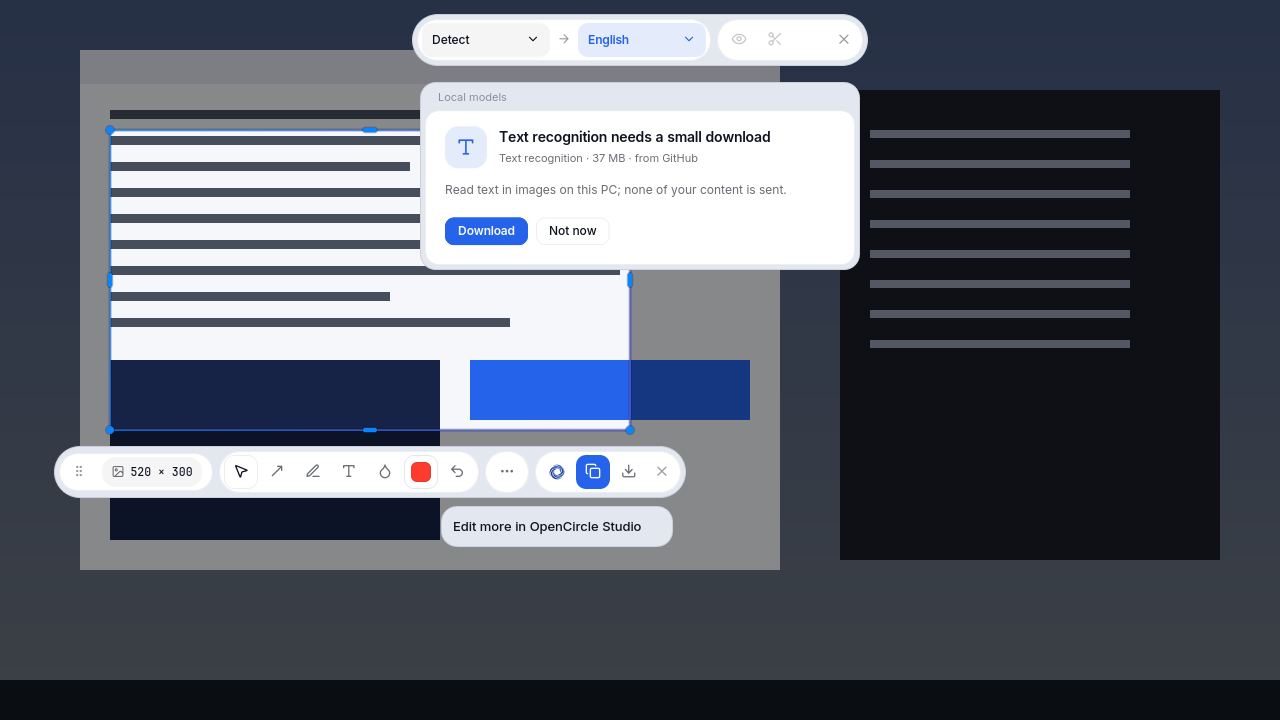 Detect
English
Local models
Text recognition needs a small download
Text recognition · 37 MB · from GitHub
Read text in images on this PC; none of your content is sent.
Download
Not now
520 × 300
Edit more in OpenCircle Studio